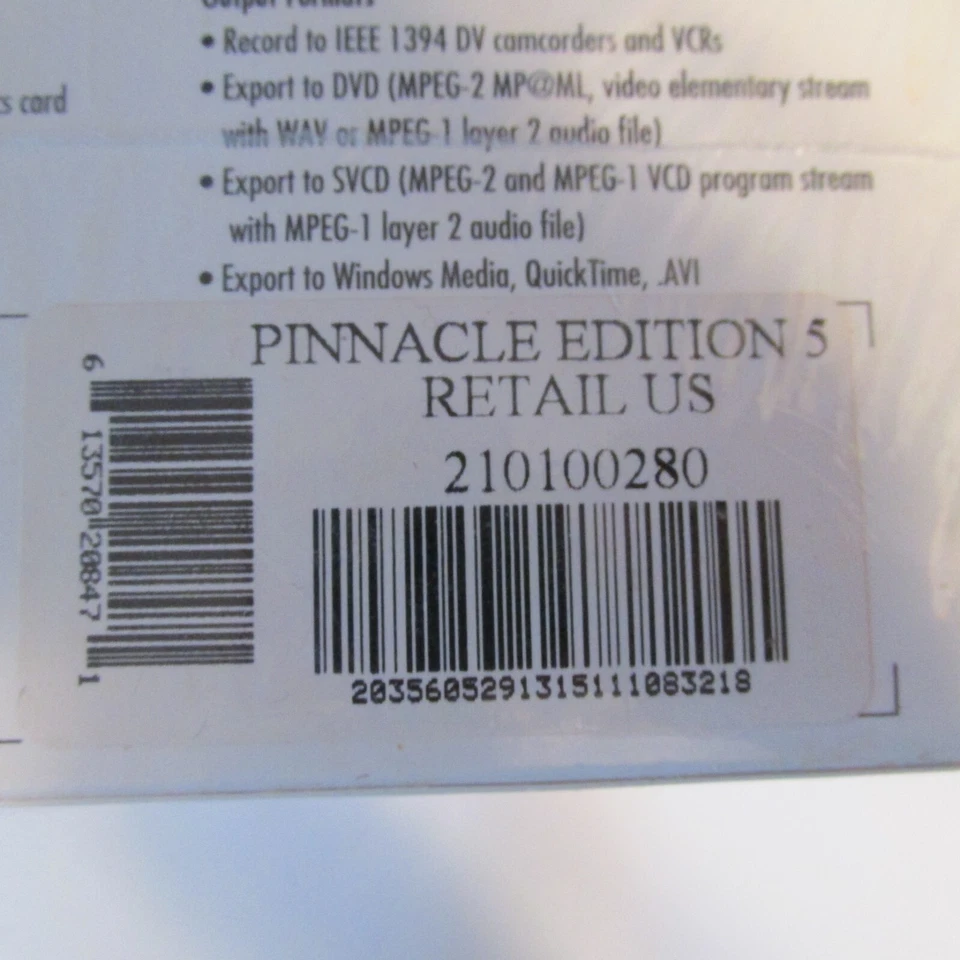 Output Formats
• Record to IEEE 1394 DV camcorders and VCRs
• Export to DVD (MPEG-2 MP@ML, video elementary stream
with WAV or MPEG-1 layer 2 audio file)
• Export to SVCD (MPEG-2 and MPEG-1 VCD program stream
with MPEG-1 layer 2 audio file)
• Export to Windows Media, QuickTime, .AVI
card
PINNACLE EDITION 5
RETAIL US
210100280
2035605291315111083218
6 13570 20847 1